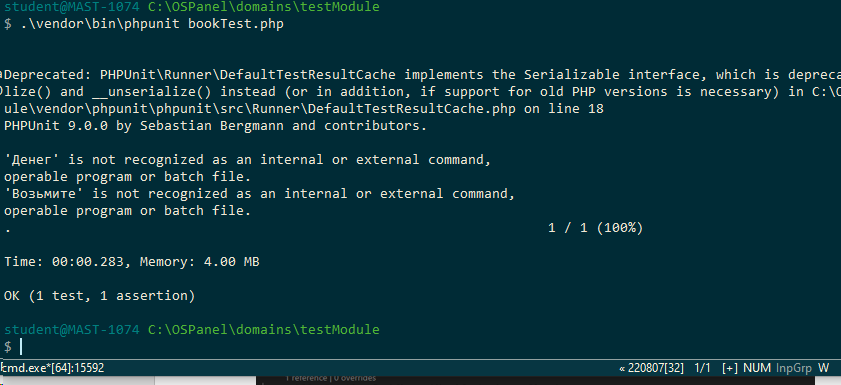 student@MAST-1074 C:\OSPanel\domains\testModule
$ .\vendor\bin\phpunit bookTest.php
Deprecated: PHPUnit\Runner\DefaultTestResultCache implements the Serializable interface, which is depreca
lize() and __unserialize() instead (or in addition, if support for old PHP versions is necessary) in C:\O
ule\vendor\phpunit\phpunit\src\Runner\DefaultTestResultCache.php on line 18
PHPUnit 9.0.0 by Sebastian Bergmann and contributors.
'Денег' is not recognized as an internal or external command,
operable program or batch file.
'Возьмите' is not recognized as an internal or external command,
operable program or batch file.
. 1 / 1 (100%)
Time: 00:00.283, Memory: 4.00 MB
OK (1 test, 1 assertion)
student@MAST-1074 C:\OSPanel\domains\testModule
$
cmd.exe*[64]:15592 « 220807[32] 1/1 [+] NUM InpGrp W
1 reference | 0 overrides